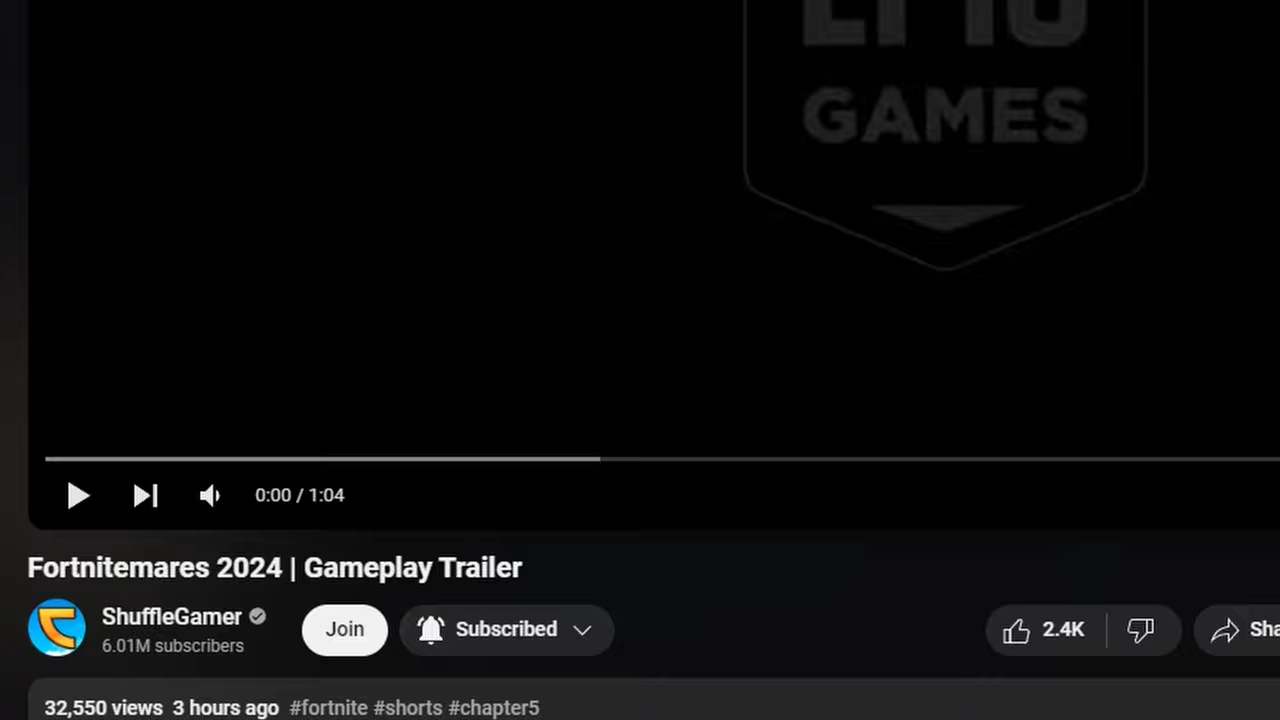 GAMES
0:00 / 1:04
Fortnitemares 2024 | Gameplay Trailer
ShuffleGamer
6.01M subscribers
Join
Subscribed
2.4K
32,550 views 3 hours ago #fortnite #shorts #chapter5